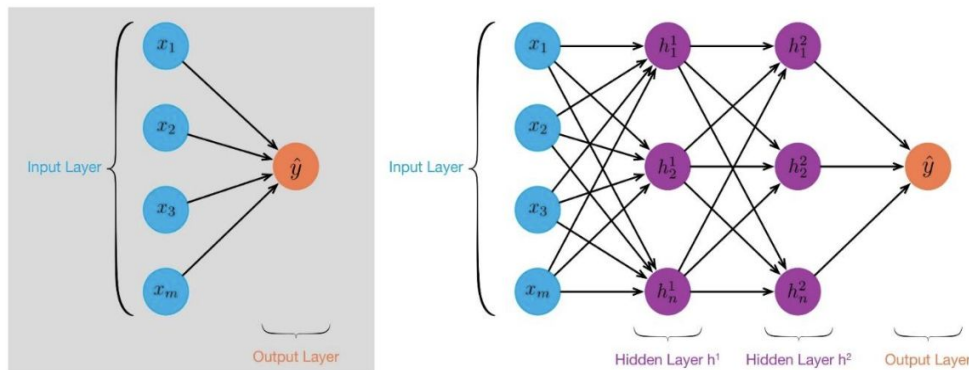 x₁
x₂
x₃
xₘ
Input Layer
ŷ
Output Layer
x₁
x₂
x₃
xₘ
Input Layer
h₁¹
h₂¹
hₙ¹
h₁²
h₂²
hₙ²
ŷ
Hidden Layer h¹
Hidden Layer h²
Output Layer